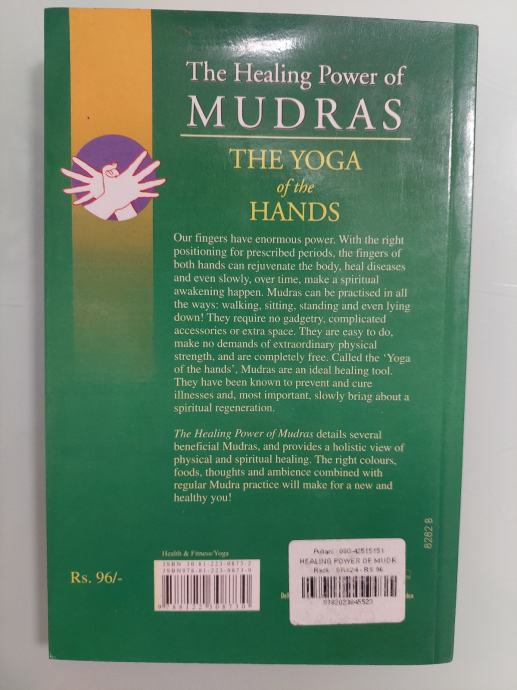 The Healing Power of
MUDRAS
THE YOGA
of the
HANDS
Our fingers have enormous power. With the right
positioning for prescribed periods, the fingers of
both hands can rejuvenate the body, heal diseases
and even slowly, over time, make a spiritual
awakening happen. Mudras can be practised in all
the ways: walking, sitting, standing and even lying
down! They require no gadgetry, complicated
accessories or extra space. They are easy to do,
make no demands of extraordinary physical
strength, and are completely free. Called the ‘Yoga
of the hands’, Mudras are an ideal healing tool.
They have been known to prevent and cure
illnesses and, most important, slowly bring about a
spiritual regeneration.
The Healing Power of Mudras details several
beneficial Mudras, and provides a holistic view of
physical and spiritual healing. The right colours,
foods, thoughts and ambience combined with
regular Mudra practice will make for a new and
healthy you!
8282 B
Health & Fitness/Yoga
Rs. 96/-
HEALING POWER OF MUDR